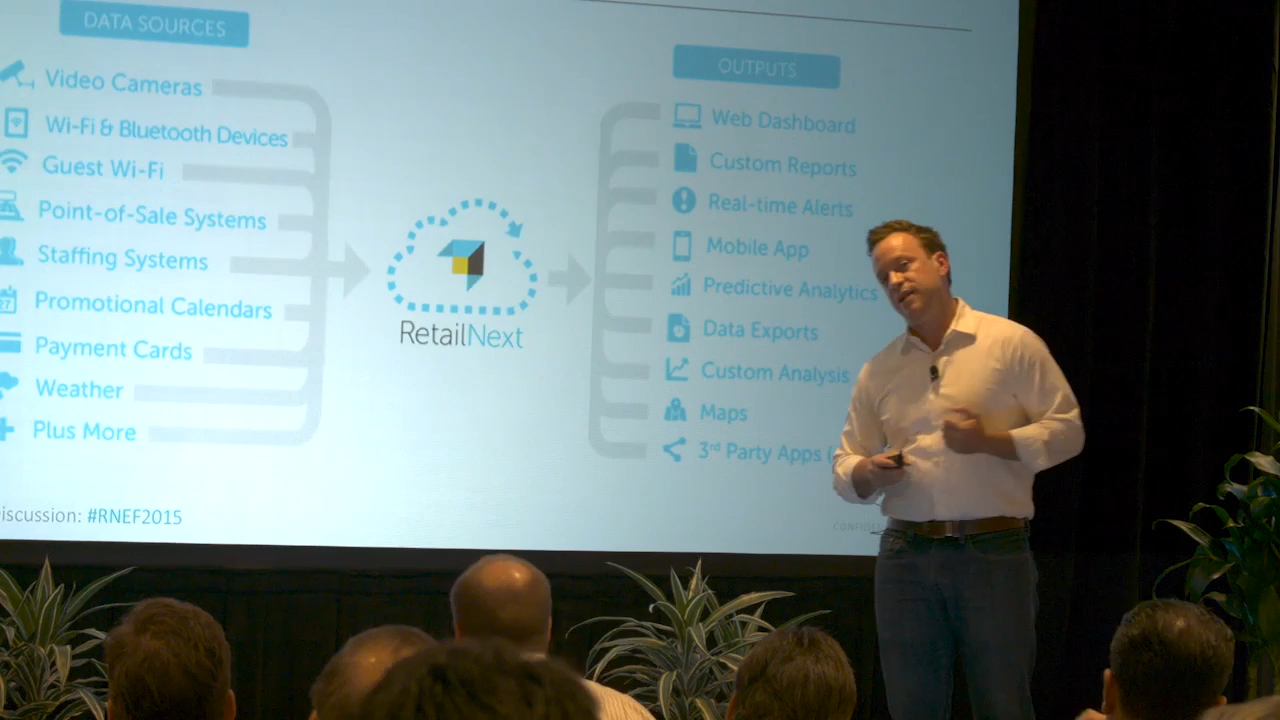 DATA SOURCES
Video Cameras
Wi-Fi & Bluetooth Devices
Guest Wi-Fi
Point-of-Sale Systems
Staffing Systems
27
Promotional Calendars
Payment Cards
Weather
Plus More
RetailNext
OUTPUTS
Web Dashboard
Custom Reports
Real-time Alerts
Mobile App
Predictive Analytics
Data Exports
Custom Analysis
Maps
3rd Party Apps (
iscussion: #RNEF2015